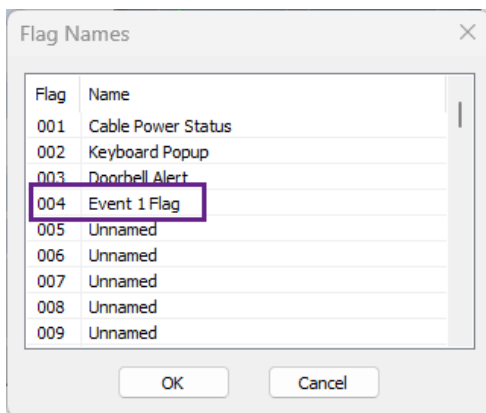 Flag Names
Flag Name
001 Cable Power Status
002 Keyboard Popup
003 Doorbell Alert
004 Event 1 Flag
005 Unnamed
006 Unnamed
007 Unnamed
008 Unnamed
009 Unnamed
OK Cancel